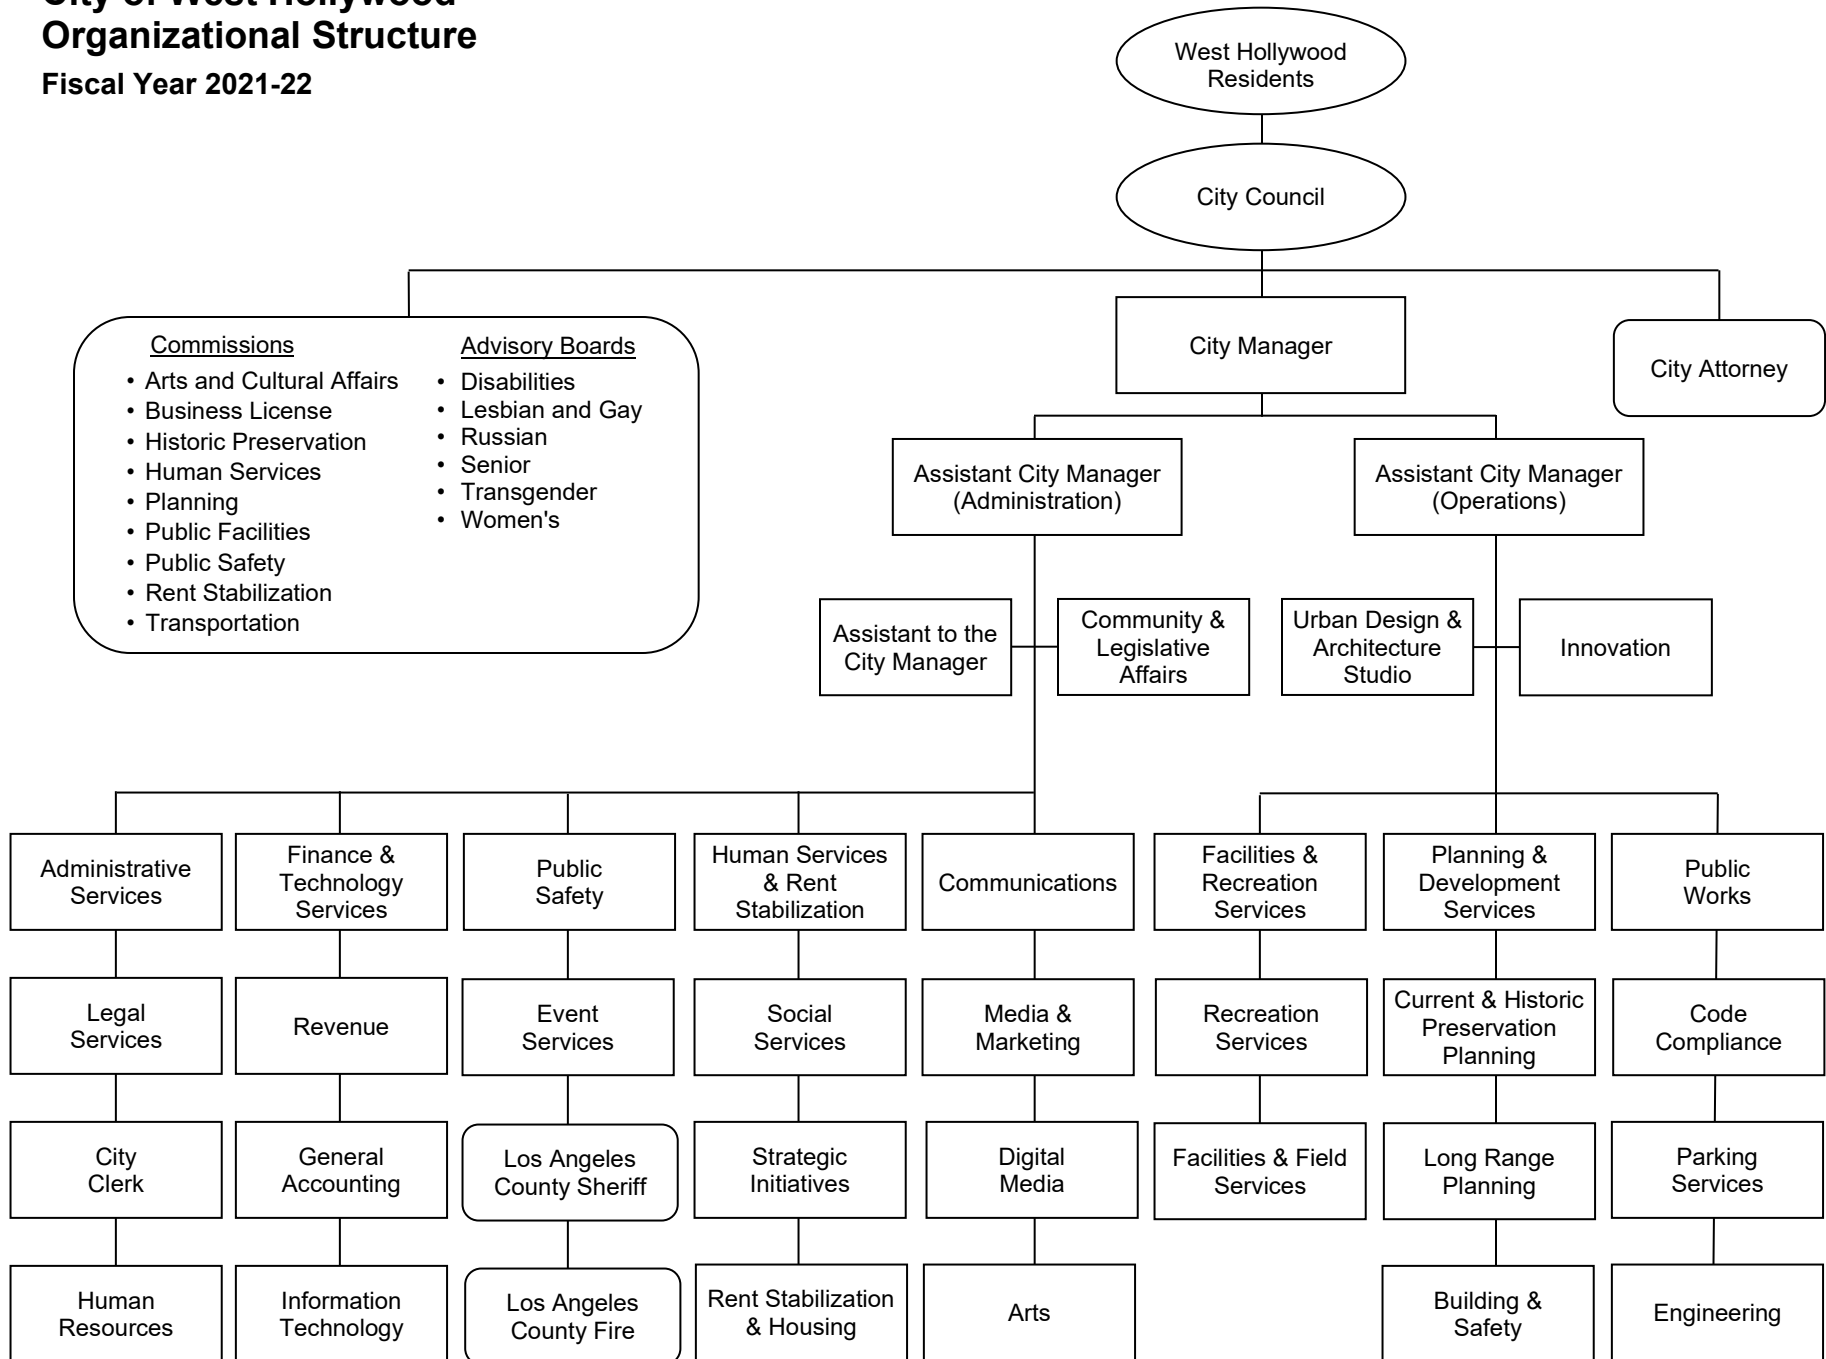 City of West Hollywood
Organizational Structure
Fiscal Year 2021-22
West Hollywood
Residents
City Council
Commissions
• Arts and Cultural Affairs
• Business License
• Historic Preservation
• Human Services
• Planning
• Public Facilities
• Public Safety
• Rent Stabilization
• Transportation
Advisory Boards
• Disabilities
• Lesbian and Gay
• Russian
• Senior
• Transgender
• Women's
City Manager
City Attorney
Assistant City Manager
(Administration)
Assistant City Manager
(Operations)
Assistant to the
City Manager
Community &
Legislative
Affairs
Urban Design &
Architecture
Studio
Innovation
Administrative
Services
Finance &
Technology
Services
Public
Safety
Human Services
& Rent
Stabilization
Communications
Facilities &
Recreation
Services
Planning &
Development
Services
Public
Works
Legal
Services
Revenue
Event
Services
Social
Services
Media &
Marketing
Recreation
Services
Current & Historic
Preservation
Planning
Code
Compliance
City
Clerk
General
Accounting
Los Angeles
County Sheriff
Strategic
Initiatives
Digital
Media
Facilities & Field
Services
Long Range
Planning
Parking
Services
Human
Resources
Information
Technology
Los Angeles
County Fire
Rent Stabilization
& Housing
Arts
Building &
Safety
Engineering